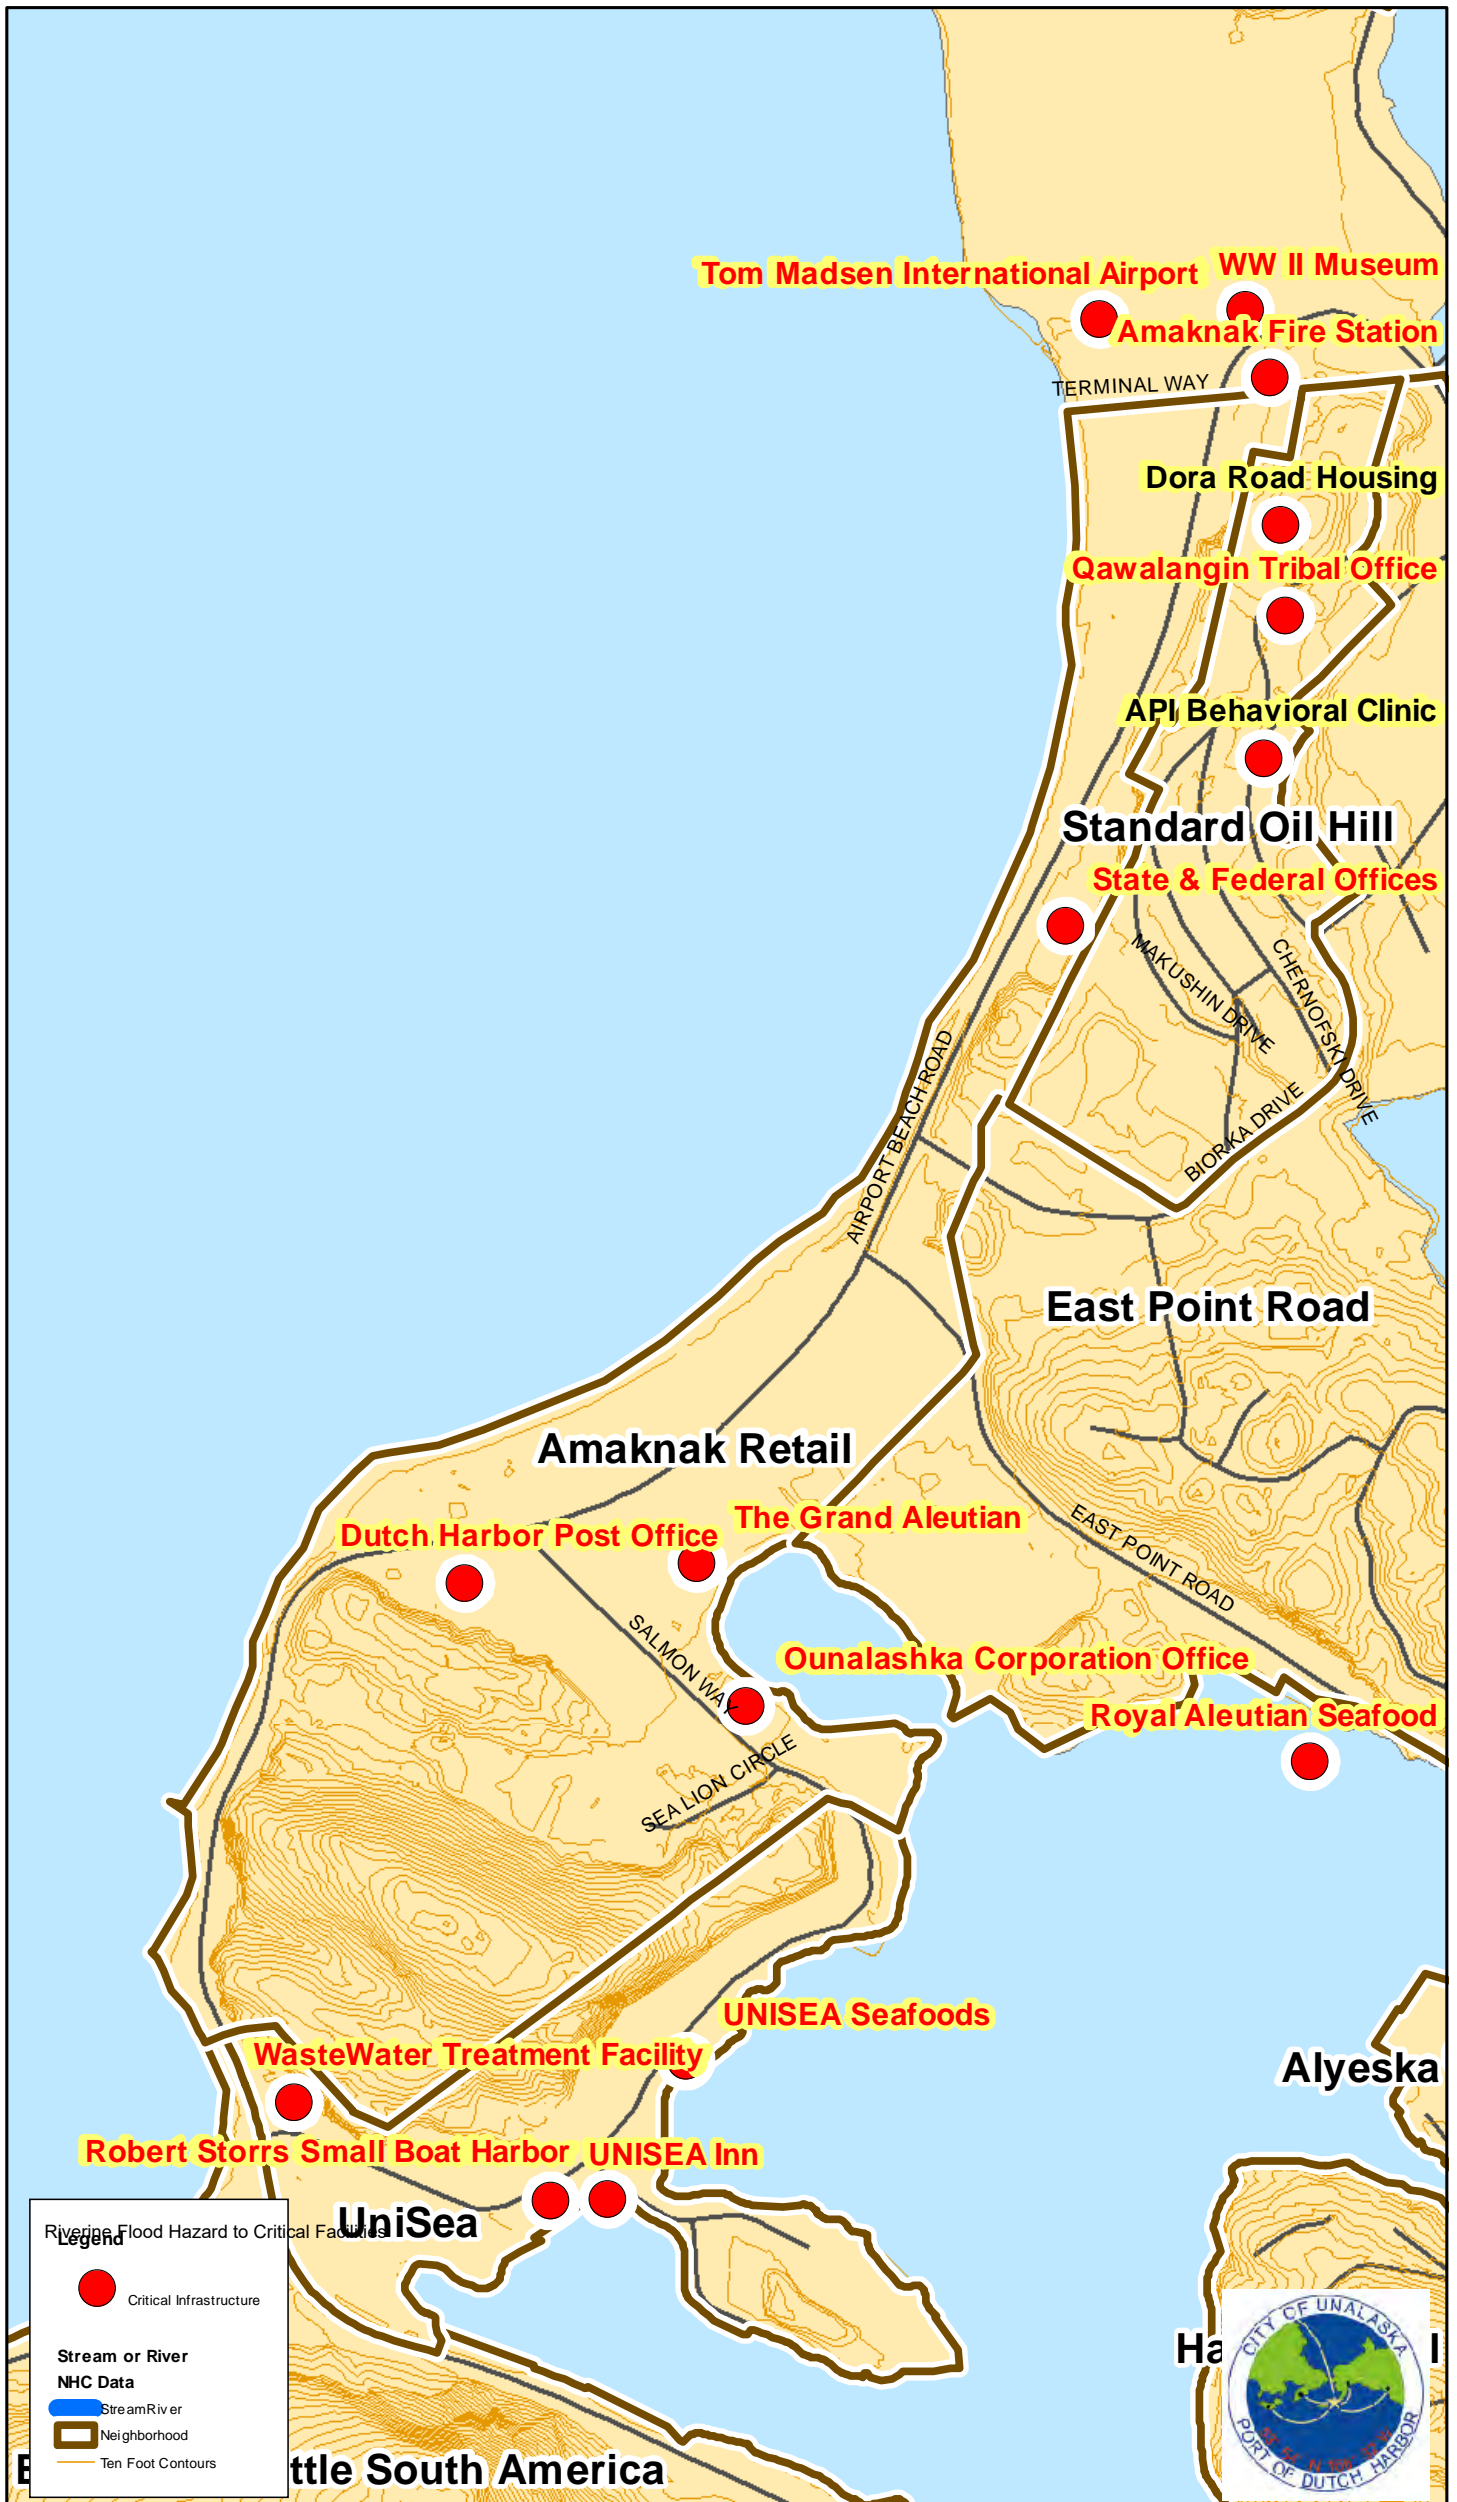 WW II Museum
Tom Madsen International Airport
Amaknak Fire Station
TERMINAL WAY
Dora Road Housing
Qawalangin Tribal Office
API Behavioral Clinic
Standard Oil Hill
State & Federal Offices
MAKUSHIN DRIVE
CHERNOFSKI DRIVE
AIRPORT BEACH ROAD
BIORKA DRIVE
East Point Road
Amaknak Retail
The Grand Aleutian
Dutch Harbor Post Office
EAST POINT ROAD
SALMON WAY
Ounalashka Corporation Office
Royal Aleutian Seafood
SEA LION CIRCLE
UNISEA Seafoods
WasteWater Treatment Facility
Alyeska
Robert Storrs Small Boat Harbor
UNISEA Inn
UniSea
Riverine Flood Hazard to Critical Facilities
Legend
Critical Infrastructure
Stream or River
NHC Data
StreamRiver
Neighborhood
Ten Foot Contours
ttle South America
Ha
CITY OF UNALASKA
PORT OF DUTCH HARBOR